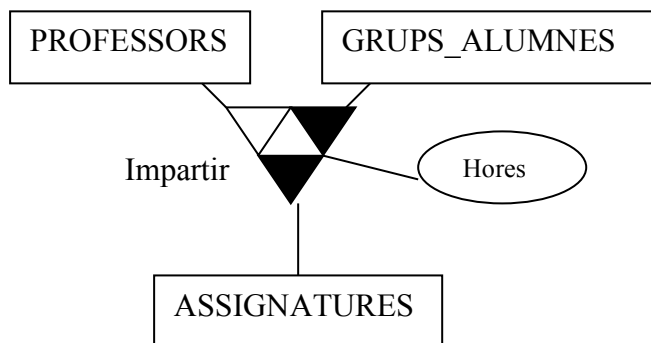 PROFESSORS
GRUPS_ALUMNES
Impartir
Hores
ASSIGNATURES